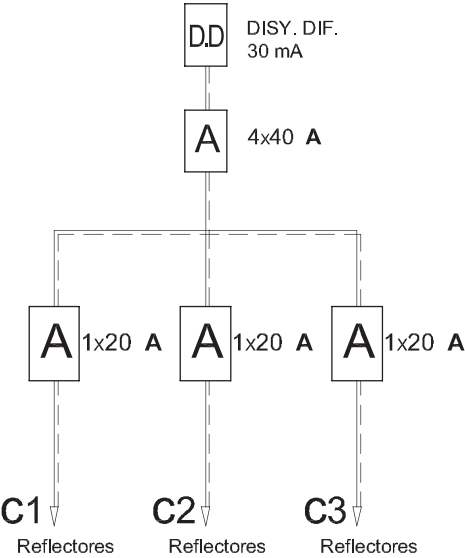 D.D
DISY. DIF.
30 mA
A
4x40 A
A
1x20 A
A
1x20 A
A
1x20 A
C1
C2
C3
Reflectores
Reflectores
Reflectores